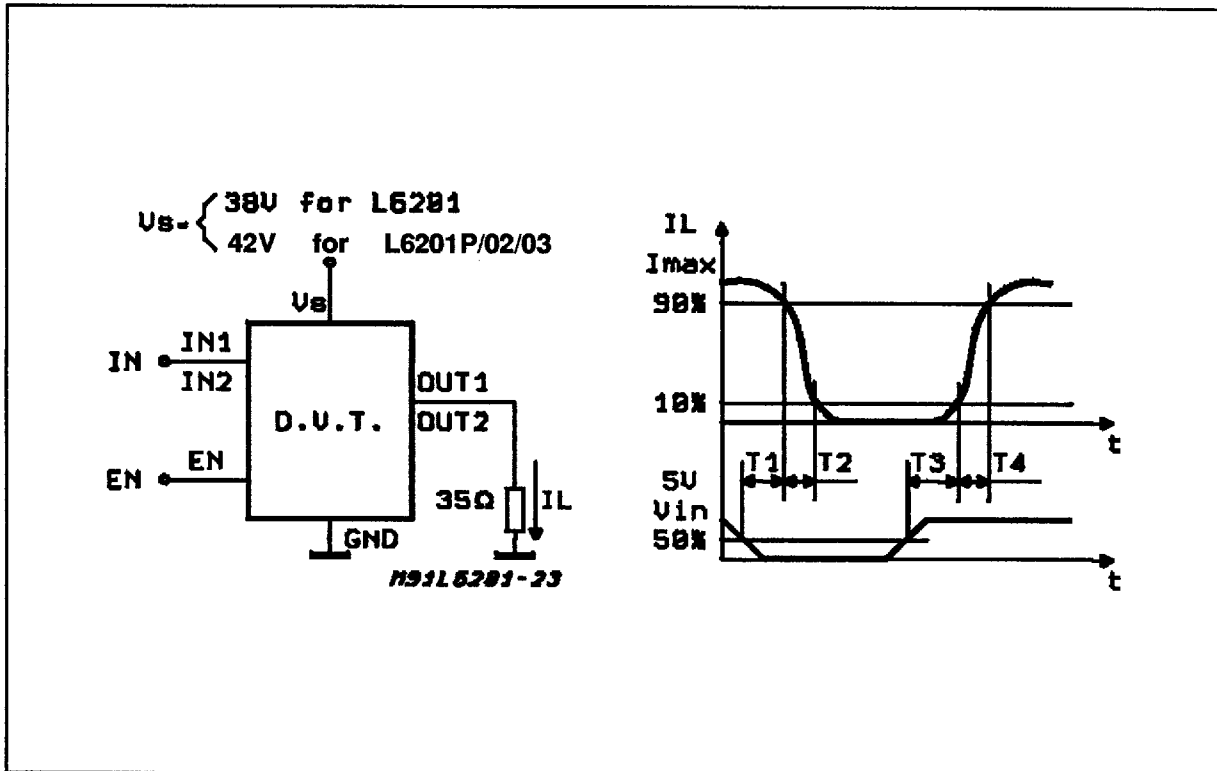 Vs= { 38V for L6201
42V for L6201P/02/03
Vs
IN
IN1
IN2
EN
EN
D.U.T.
OUT1
OUT2
35Ω
IL
GND
M91L6201-23
IL
Imax
90%
10%
t
T1
T2
T3
T4
5V
Vin
50%
t